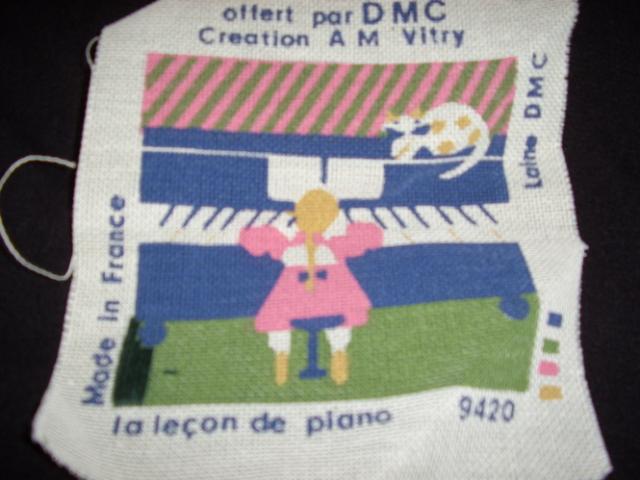 offert par DMC
Creation A M Vitry
Laine DMC
Made in France
la leçon de piano
9420